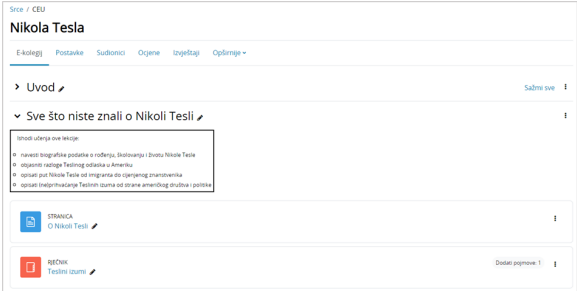 Srce / CEU
Nikola Tesla
E-kolegij Postavke Sudionici Ocjene Izvještaji Opširnije
Uvod
Sažmi sve
Sve što niste znali o Nikoli Tesli
Ishodi učenja ove lekcije:
navesti biografske podatke o rođenju, školovanju i životu Nikole Tesle
objasniti razloge Teslinog odlaska u Ameriku
opisati put Nikole Tesle od imigranta do cijenjenog znanstvenika
opisati (ne)prihvaćanje Teslinih izuma od strane američkog društva i politike
STRANICA
O Nikoli Tesli
RJEČNIK
Teslini izumi
Dodati pojmove: 1